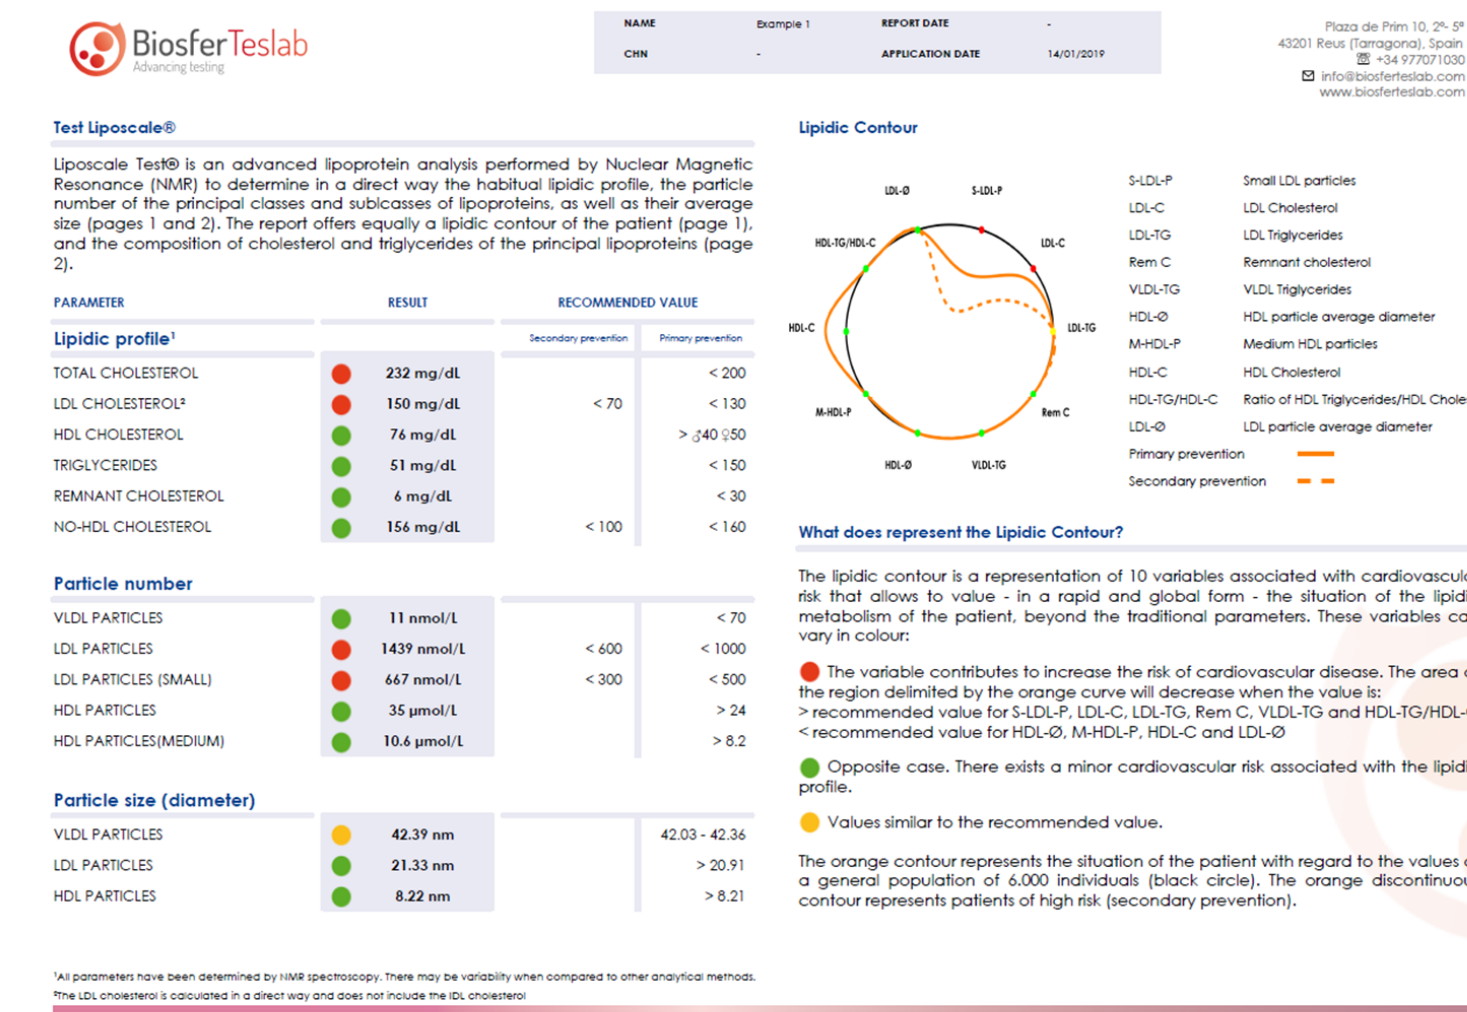 BiosferTeslab
Advancing testing
NAME Example 1 REPORT DATE -
CHN - APPLICATION DATE 14/01/2019
Plaza de Prim 10, 2º- 5ª
43201 Reus (Tarragona), Spain
+34 977071030
info@biosferteslab.com
www.biosferteslab.com
Test Liposcale®
Liposcale Test® is an advanced lipoprotein analysis performed by Nuclear Magnetic
Resonance (NMR) to determine in a direct way the habitual lipidic profile, the particle
number of the principal classes and sublcasses of lipoproteins, as well as their average
size (pages 1 and 2). The report offers equally a lipidic contour of the patient (page 1),
and the composition of cholesterol and triglycerides of the principal lipoproteins (page
2).
PARAMETER RESULT RECOMMENDED VALUE
Lipidic profile¹ Secondary prevention Primary prevention
TOTAL CHOLESTEROL 232 mg/dL < 200
LDL CHOLESTEROL² 150 mg/dL < 70 < 130
HDL CHOLESTEROL 76 mg/dL > ♂40 ♀50
TRIGLYCERIDES 51 mg/dL < 150
REMNANT CHOLESTEROL 6 mg/dL < 30
NO-HDL CHOLESTEROL 156 mg/dL < 100 < 160
Particle number
VLDL PARTICLES 11 nmol/L < 70
LDL PARTICLES 1439 nmol/L < 600 < 1000
LDL PARTICLES (SMALL) 667 nmol/L < 300 < 500
HDL PARTICLES 35 µmol/L > 24
HDL PARTICLES(MEDIUM) 10.6 µmol/L > 8.2
Particle size (diameter)
VLDL PARTICLES 42.39 nm 42.03 - 42.36
LDL PARTICLES 21.33 nm > 20.91
HDL PARTICLES 8.22 nm > 8.21
¹All parameters have been determined by NMR spectroscopy. There may be variability when compared to other analytical methods.
²The LDL cholesterol is calculated in a direct way and does not include the IDL cholesterol
Lipidic Contour
LDL-Ø S-LDL-P
HDL-TG/HDL-C LDL-C
HDL-C LDL-TG
M-HDL-P Rem C
HDL-Ø VLDL-TG
S-LDL-P Small LDL particles
LDL-C LDL Cholesterol
LDL-TG LDL Triglycerides
Rem C Remnant cholesterol
VLDL-TG VLDL Triglycerides
HDL-Ø HDL particle average diameter
M-HDL-P Medium HDL particles
HDL-C HDL Cholesterol
HDL-TG/HDL-C Ratio of HDL Triglycerides/HDL Choles
LDL-Ø LDL particle average diameter
Primary prevention
Secondary prevention
What does represent the Lipidic Contour?
The lipidic contour is a representation of 10 variables associated with cardiovascula
risk that allows to value - in a rapid and global form - the situation of the lipidi
metabolism of the patient, beyond the traditional parameters. These variables ca
vary in colour:
The variable contributes to increase the risk of cardiovascular disease. The area o
the region delimited by the orange curve will decrease when the value is:
> recommended value for S-LDL-P, LDL-C, LDL-TG, Rem C, VLDL-TG and HDL-TG/HDL-
< recommended value for HDL-Ø, M-HDL-P, HDL-C and LDL-Ø
Opposite case. There exists a minor cardiovascular risk associated with the lipidi
profile.
Values similar to the recommended value.
The orange contour represents the situation of the patient with regard to the values o
a general population of 6.000 individuals (black circle). The orange discontinuou
contour represents patients of high risk (secondary prevention).